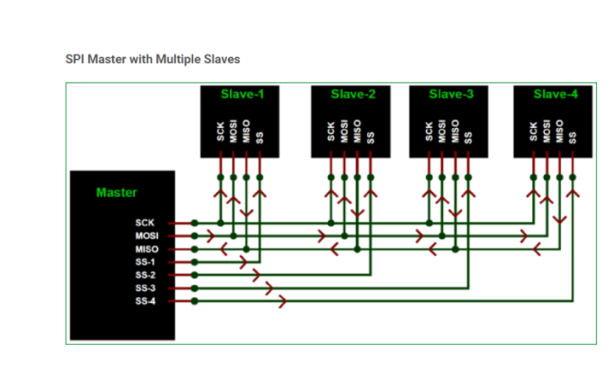 SPI Master with Multiple Slaves
Slave-1
SCK
MOSI
MISO
SS
Slave-2
SCK
MOSI
MISO
SS
Slave-3
SCK
MOSI
MISO
SS
Slave-4
SCK
MOSI
MISO
SS
Master
SCK
MOSI
MISO
SS-1
SS-2
SS-3
SS-4